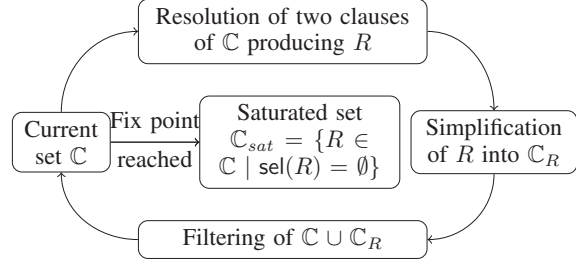 Resolution of two clauses
of ℂ producing R
Current
set ℂ
Fix point
reached
Saturated set
ℂ_sat = {R ∈
ℂ | sel(R) = ∅}
Simplification
of R into ℂ_R
Filtering of ℂ ∪ ℂ_R